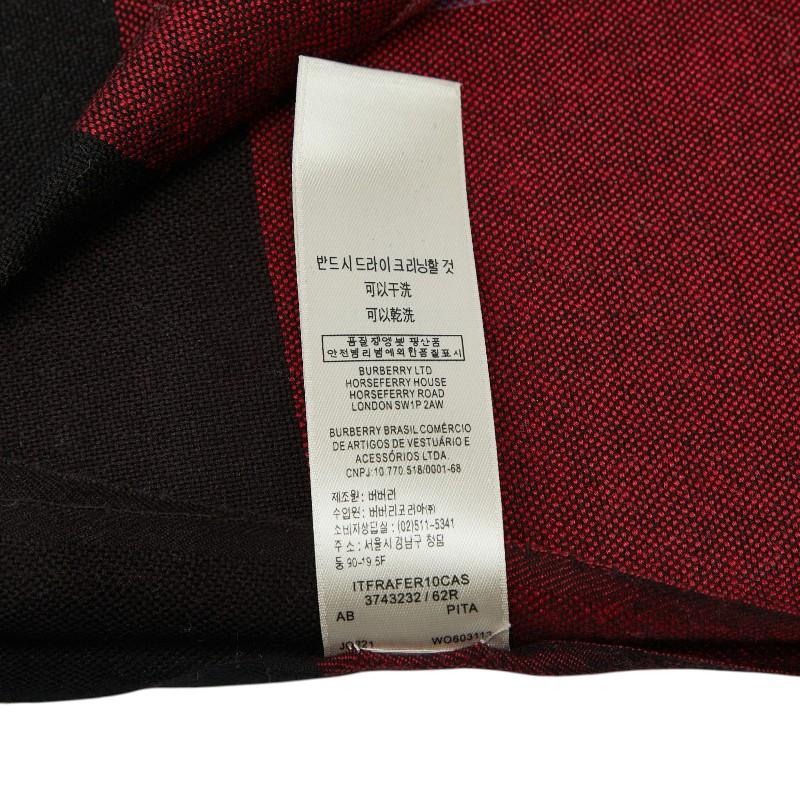 반드시드라이크리닝할 것
可以干洗
可以乾洗
품질경영 및 공산품
안전관리법에의한품질표시
BURBERRY LTD
HORSEFERRY HOUSE
HORSEFERRY ROAD
LONDON SW1P 2AW
BURBERRY BRASIL COMÉRCIO
DE ARTIGOS DE VESTUÁRIO E
ACESSÓRIOS LTDA.
CNPJ:10.770.518/0001-68
제조원: 버버리
수입원: 버버리코리아㈜
소비자상담실: (02)511-5341
주 소: 서울시 강남구 청담
동 90-19.5F
ITFRAFER10CAS
3743232 / 62R
AB PITA